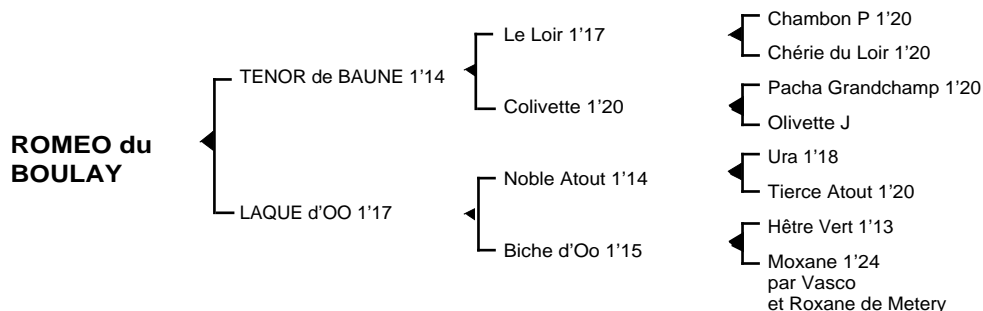 ROMEO du
BOULAY
TENOR de BAUNE 1’14
LAQUE d’OO 1’17
Le Loir 1’17
Colivette 1’20
Noble Atout 1’14
Biche d’Oo 1’15
Chambon P 1’20
Chérie du Loir 1’20
Pacha Grandchamp 1’20
Olivette J
Ura 1’18
Tierce Atout 1’20
Hêtre Vert 1’13
Moxane 1’24
par Vasco
et Roxane de Metery